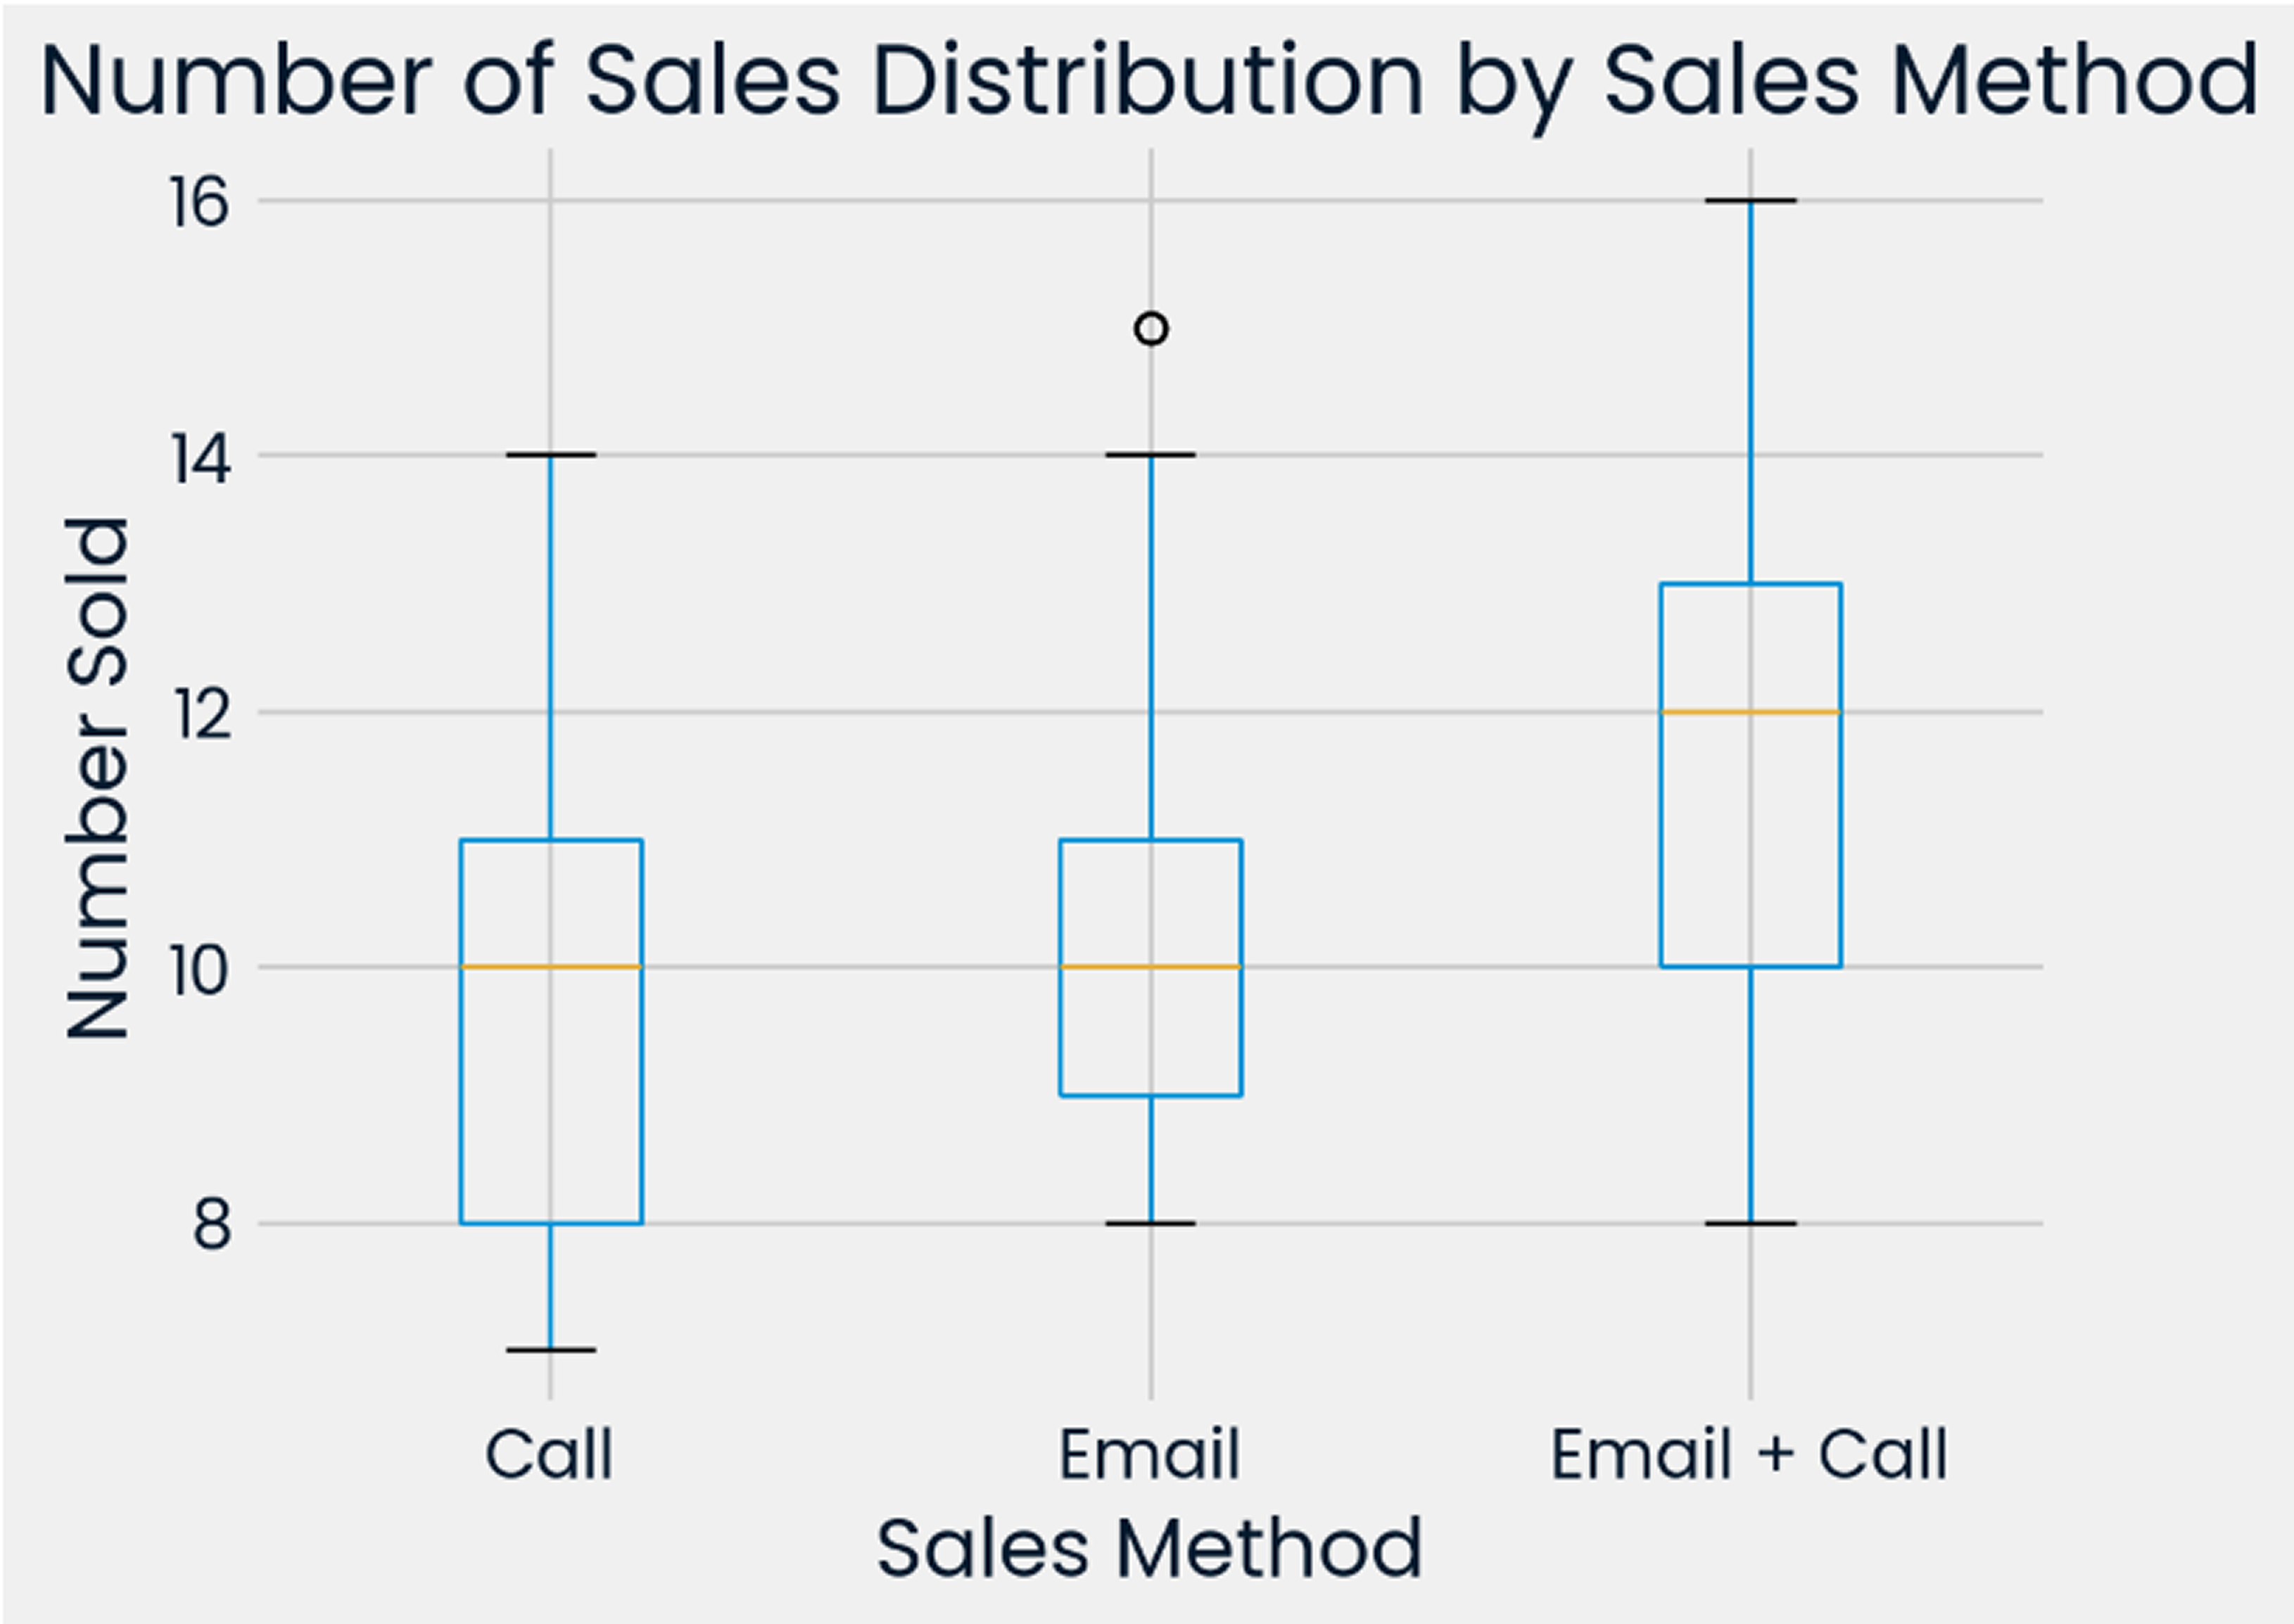 Number of Sales Distribution by Sales Method
16
14
12
10
8
Number Sold
Call
Email
Email + Call
Sales Method